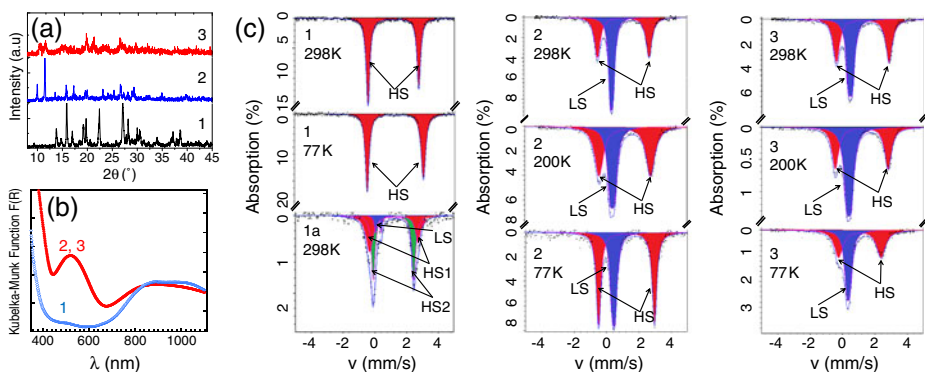 (a)
3
2
1
Intensity (a.u)
10 15 20 25 30 35 40 45
2θ (°)
(b)
2, 3
1
Kubelka-Munk Function F(R)
400 600 800 1000
λ (nm)
(c)
0
5
10
15
1
298K
HS
0
10
20
1
77K
HS
0
1
2
1a
298K
LS
HS1
HS2
Absorption (%)
-4 0 4
v (mm/s)
0
2
4
6
8
2
298K
LS
HS
0
2
4
6
8
2
200K
LS
HS
0
2
4
6
8
2
77K
LS
HS
Absorption (%)
-4 -2 0 2 4 6
v (mm/s)
0
2
4
6
3
298K
LS
HS
0
0.5
1
3
200K
LS
HS
0
1
2
3
3
77K
LS
HS
Absorption (%)
-4 0 4
v (mm/s)